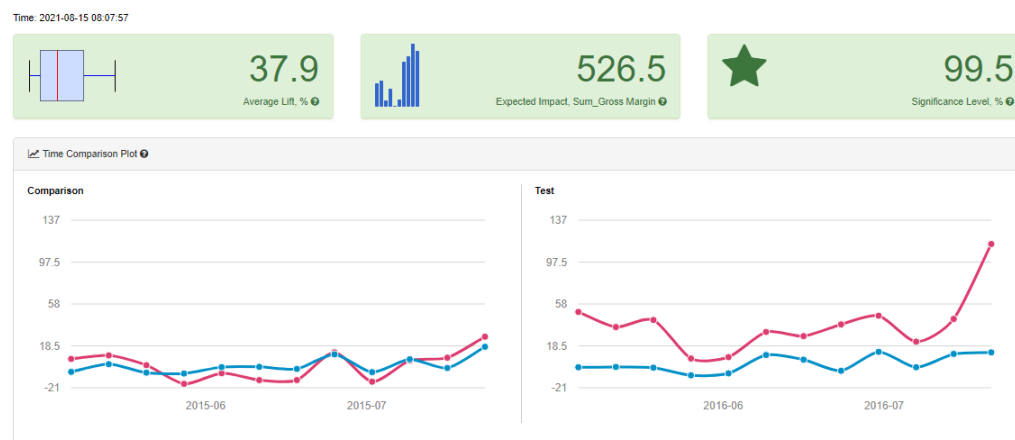 Time: 2021-08-15 08:07:57
37.9
Average Lift, %
526.5
Expected Impact, Sum_Gross Margin
99.5
Significance Level, %
Time Comparison Plot
Comparison
137
97.5
58
18.5
-21
2015-06 2015-07
Test
137
97.5
58
18.5
-21
2016-06 2016-07